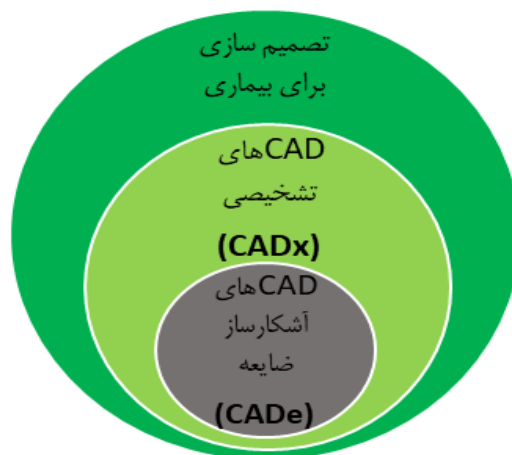 تصمیم سازی
برای بیماری
CADهای
تشخیصی
(CADx)
CADهای
آشکارساز
ضایعه
(CADe)